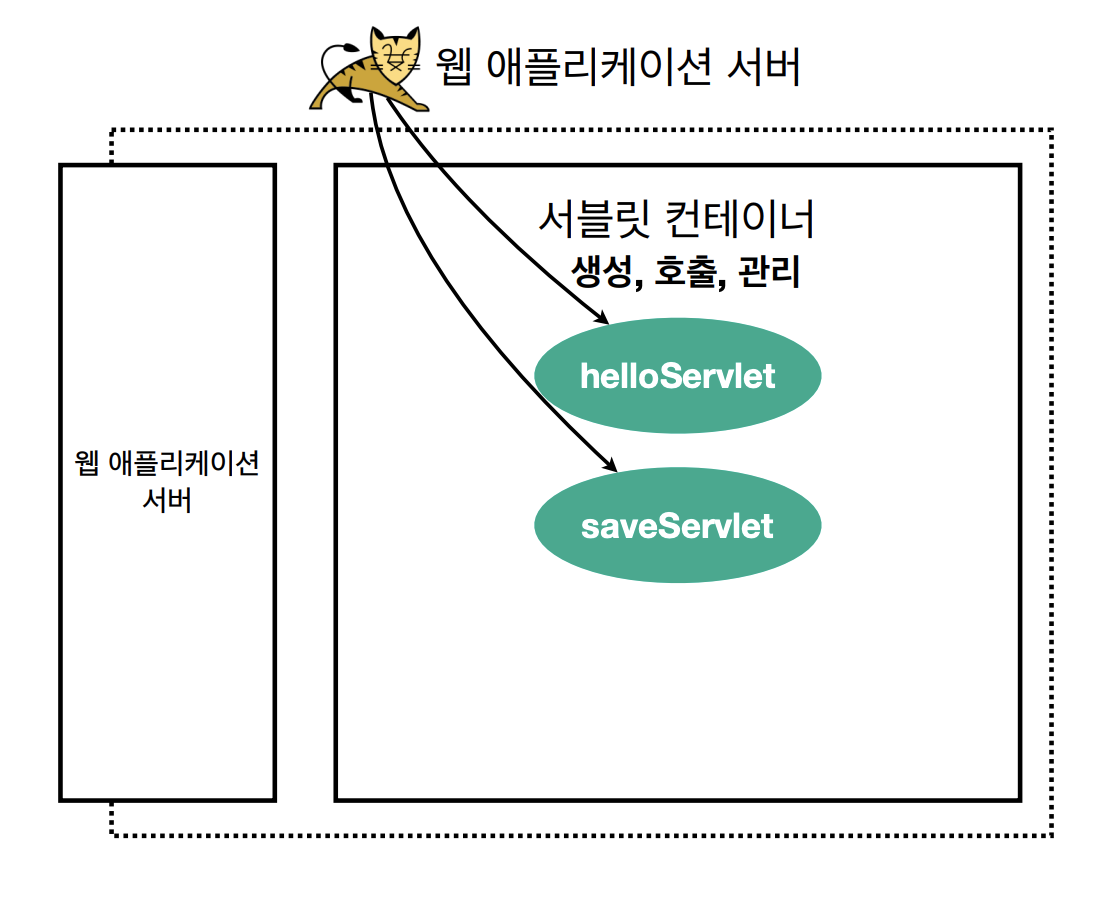 웹 애플리케이션 서버
서블릿 컨테이너
생성, 호출, 관리
helloServlet
웹 애플리케이션
서버
saveServlet